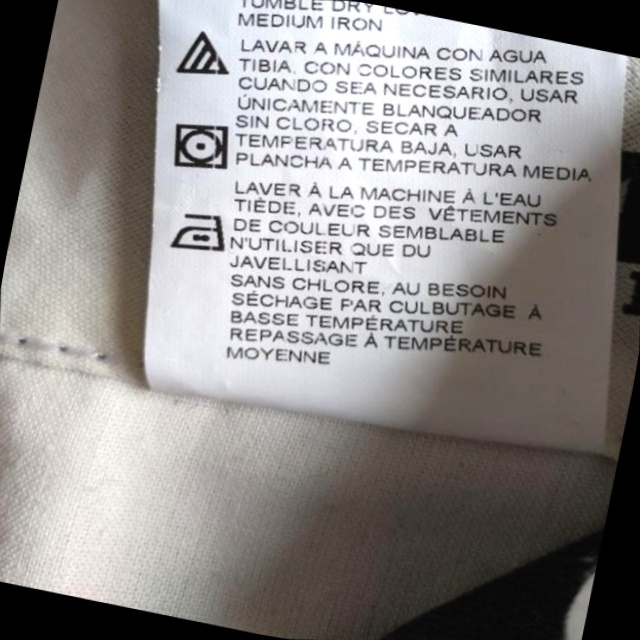 TUMBLE DRY
MEDIUM IRON
LAVAR A MÁQUINA CON AGUA
TIBIA, CON COLORES SIMILARES
CUANDO SEA NECESARIO, USAR
ÚNICAMENTE BLANQUEADOR
SIN CLORO, SECAR A
TEMPERATURA BAJA, USAR
PLANCHA A TEMPERATURA MEDIA
LAVER À LA MACHINE À L'EAU
TIÈDE, AVEC DES VÊTEMENTS
DE COULEUR SEMBLABLE
N'UTILISER QUE DU
JAVELLISANT
SANS CHLORE, AU BESOIN
SÉCHAGE PAR CULBUTAGE À
BASSE TEMPÉRATURE
REPASSAGE À TEMPÉRATURE
MOYENNE